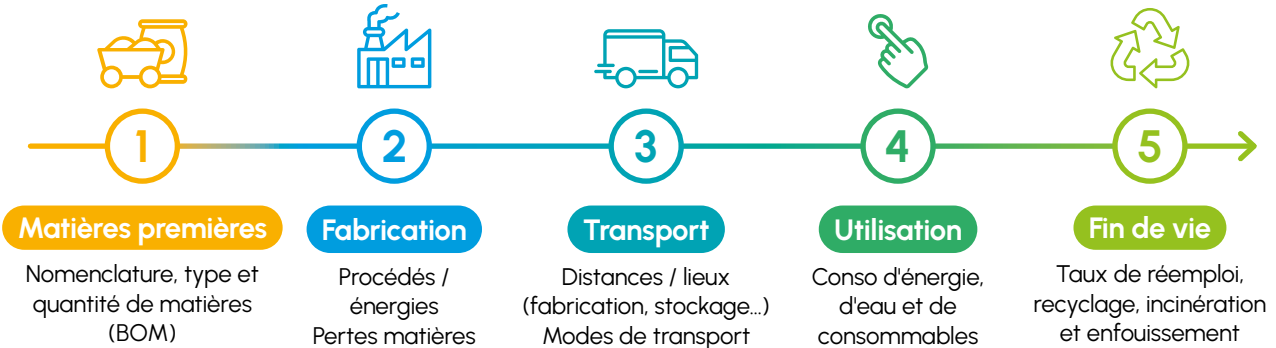 1
2
3
4
5
Matières premières
Nomenclature, type et
quantité de matières
(BOM)
Fabrication
Procédés /
énergies
Pertes matières
Transport
Distances / lieux
(fabrication, stockage...)
Modes de transport
Utilisation
Conso d'énergie,
d'eau et de
consommables
Fin de vie
Taux de réemploi,
recyclage, incinération
et enfouissement